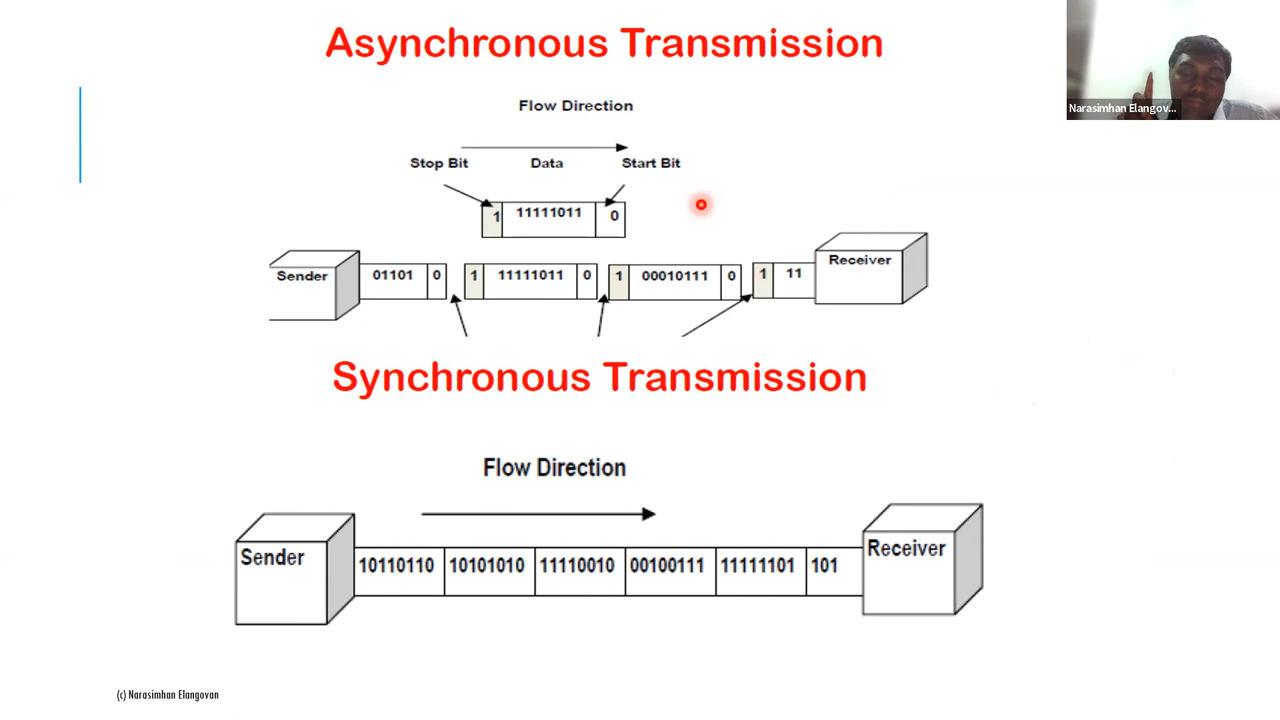 Asynchronous Transmission
Narasimhan Elangov...
Flow Direction
Stop Bit Data Start Bit
1 11111011 0
Sender 01101 0 1 11111011 0 1 00010111 0 1 11 Receiver
Synchronous Transmission
Flow Direction
Sender 10110110 10101010 11110010 00100111 11111101 101 Receiver
(c) Narasimhan Elangovan